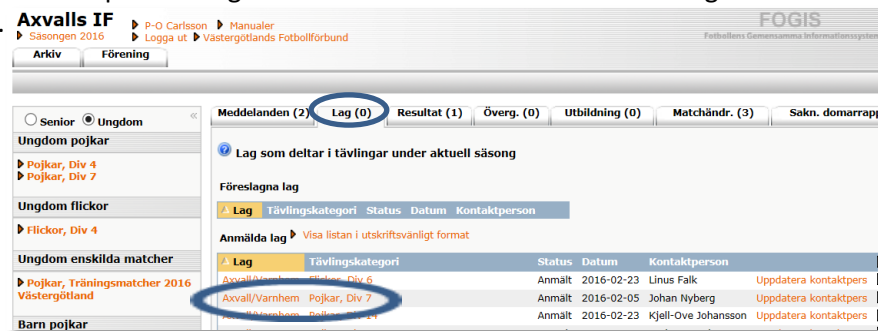 Axvalls IF
P-O Carlsson Manualer
FOGIS
Säsongen 2016 Logga ut Västergötlands Fotbollförbund
Fotbollens Gemensamma Informationssystem
Arkiv Förening
Senior Ungdom «
Meddelanden (2) Lag (0) Resultat (1) Överg. (0) Utbildning (0) Matchändr. (3) Sakn. domarrapp
Ungdom pojkar
Lag som deltar i tävlingar under aktuell säsong
Pojkar, Div 4
Pojkar, Div 7
Föreslagna lag
Ungdom flickor
Lag Tävlingskategori Status Datum Kontaktperson
Flickor, Div 4
Anmälda lag Visa listan i utskriftsvänligt format
Ungdom enskilda matcher
Lag Tävlingskategori Status Datum Kontaktperson
Pojkar, Träningsmatcher 2016
Västergötland
Axvall/Varnhem Flickor, Div 6 Anmält 2016-02-23 Linus Falk Uppdatera kontaktpers
Axvall/Varnhem Pojkar, Div 7 Anmält 2016-02-05 Johan Nyberg Uppdatera kontaktpers
Axvall/Varnhem Pojkar, Div 14 Anmält 2016-02-23 Kjell-Ove Johansson Uppdatera kontaktpers
Barn pojkar